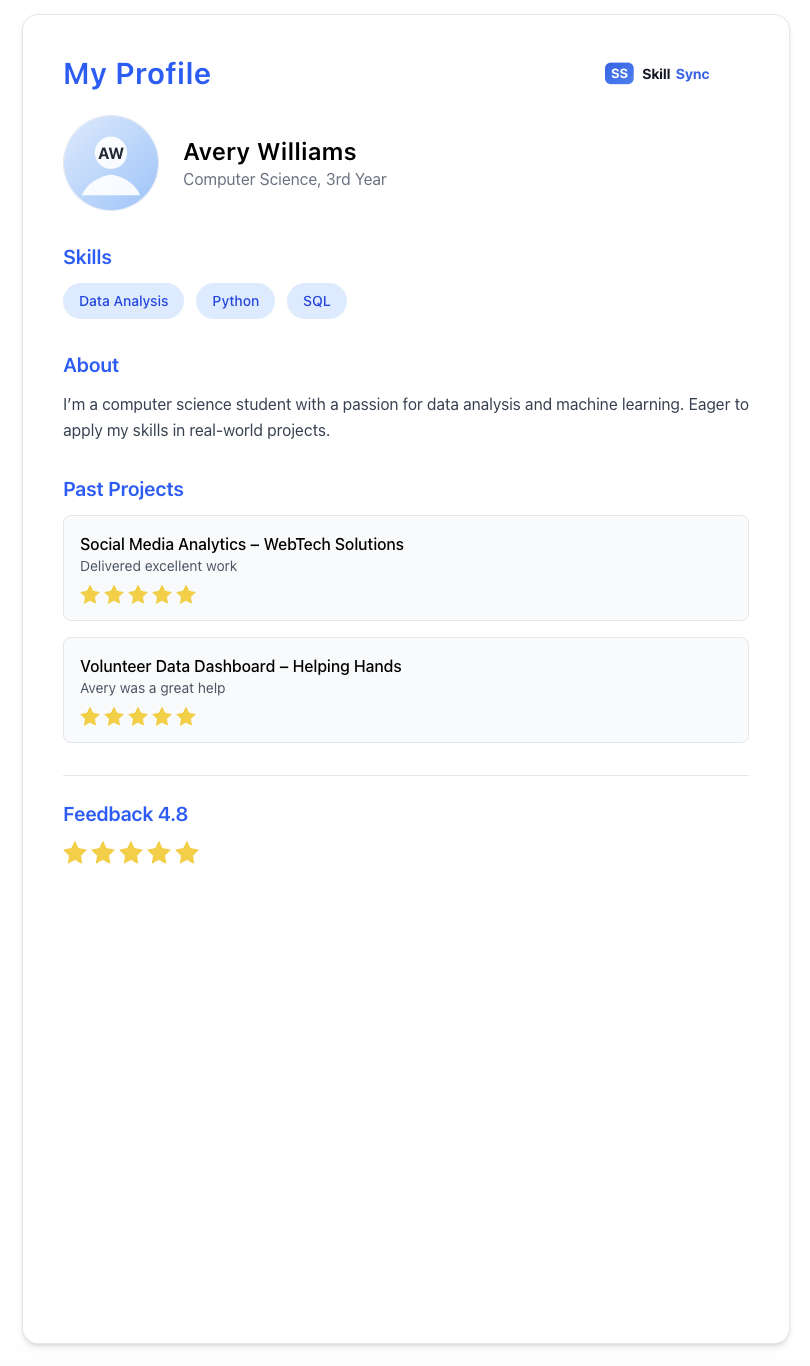 My Profile
SS Skill Sync
AW
Avery Williams
Computer Science, 3rd Year
Skills
Data Analysis Python SQL
About
I’m a computer science student with a passion for data analysis and machine learning. Eager to
apply my skills in real-world projects.
Past Projects
Social Media Analytics – WebTech Solutions
Delivered excellent work
Volunteer Data Dashboard – Helping Hands
Avery was a great help
Feedback 4.8